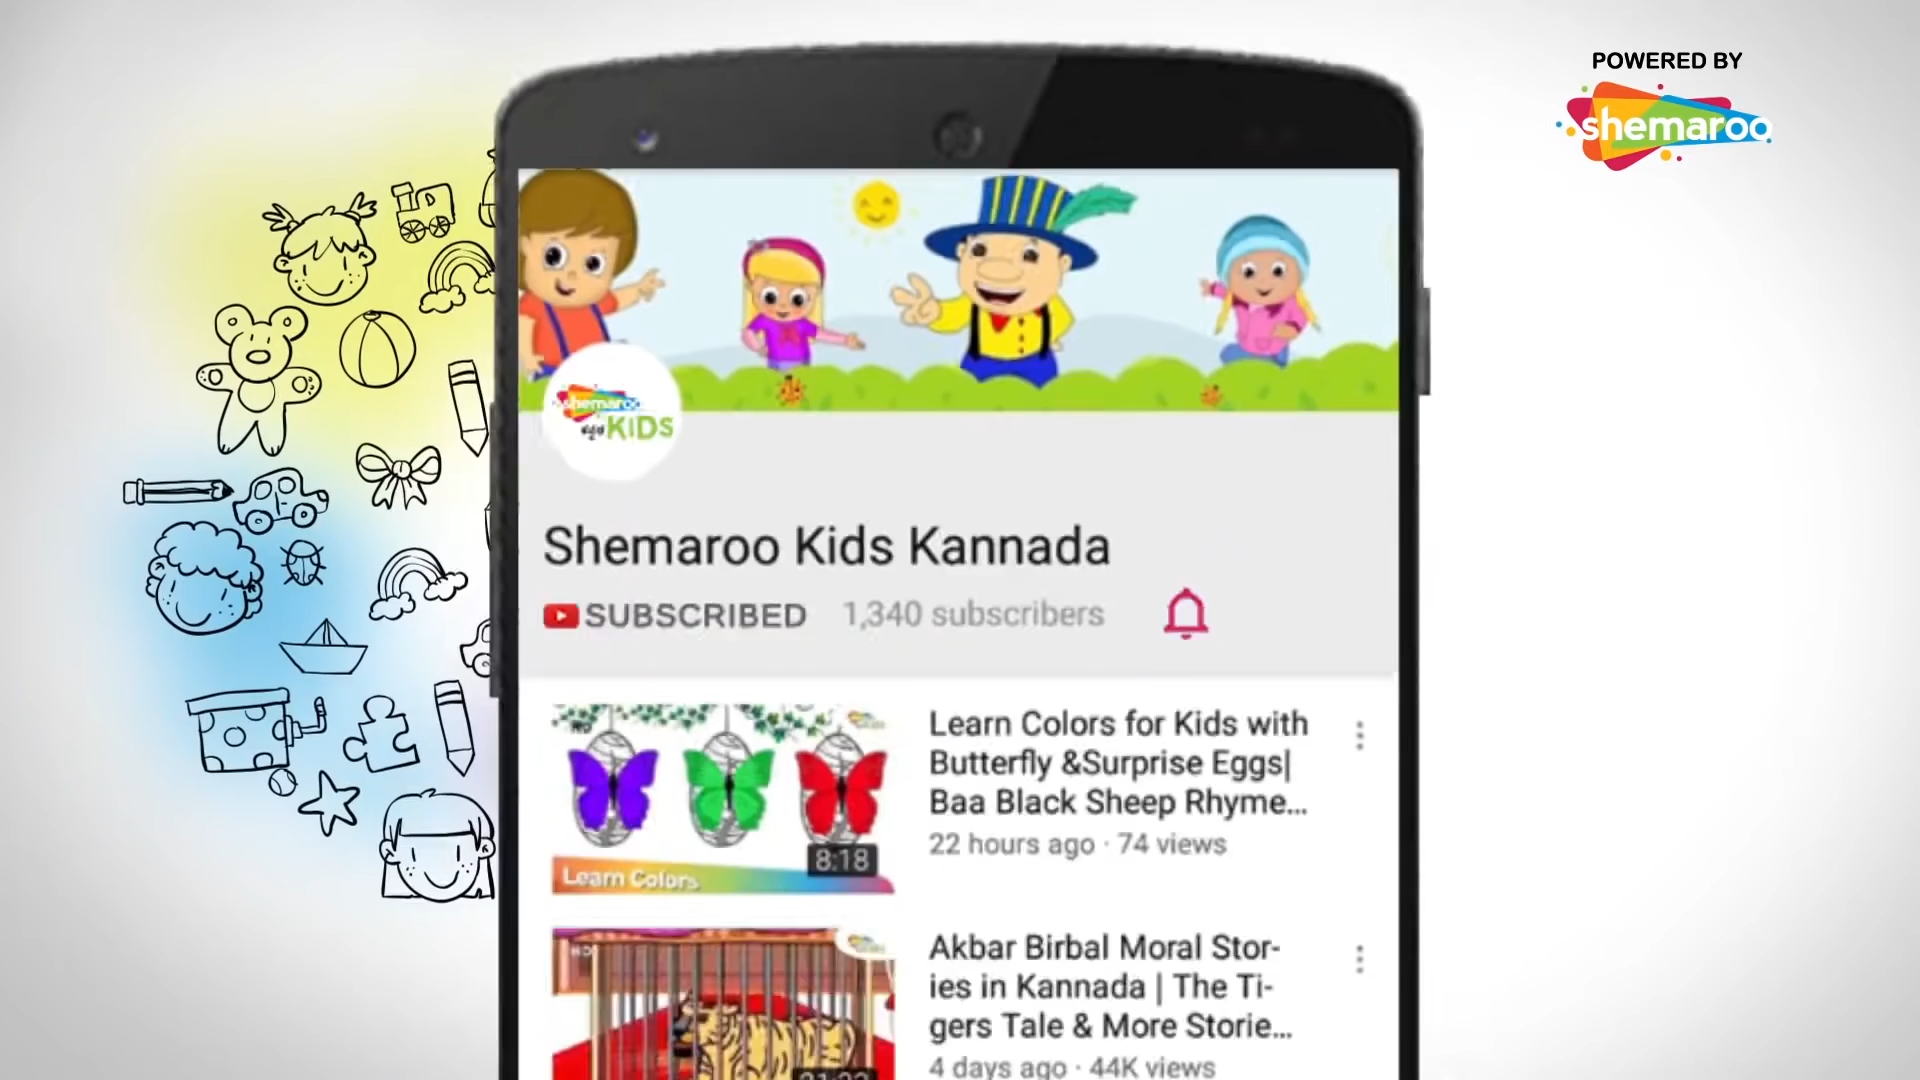 POWERED BY
shemaroo
shemaroo
KIDS
Shemaroo Kids Kannada
SUBSCRIBED 1,340 subscribers
Learn Colors for Kids with
Butterfly &Surprise Eggs|
Baa Black Sheep Rhyme...
22 hours ago · 74 views
HD
8:18
Learn Colors
Akbar Birbal Moral Stor-
ies in Kannada | The Ti-
gers Tale & More Storie...
4 days ago · 44K views
HD